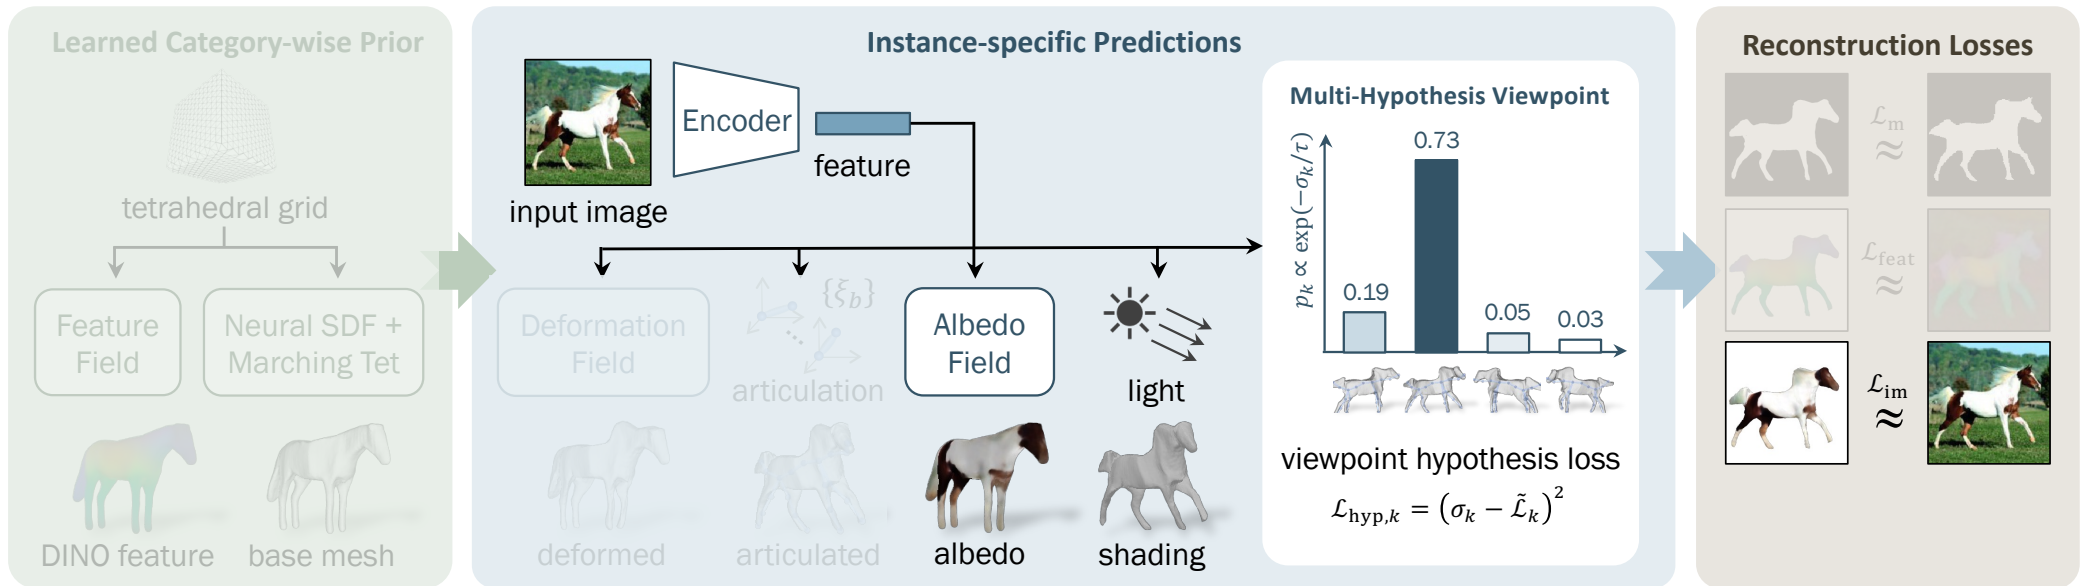 Learned Category-wise Prior
tetrahedral grid
Feature
Field
Neural SDF +
Marching Tet
DINO feature
base mesh
Instance-specific Predictions
input image
Encoder
feature
Deformation
Field
{ξ_b}
articulation
Albedo
Field
light
deformed
articulated
albedo
shading
Multi-Hypothesis Viewpoint
p_k ∝ exp(−σ_k/τ)
0.19
0.73
0.05
0.03
viewpoint hypothesis loss
ℒ_hyp,k = (σ_k − ℒ̃_k)²
Reconstruction Losses
ℒ_m
≈
ℒ_feat
≈
ℒ_im
≈